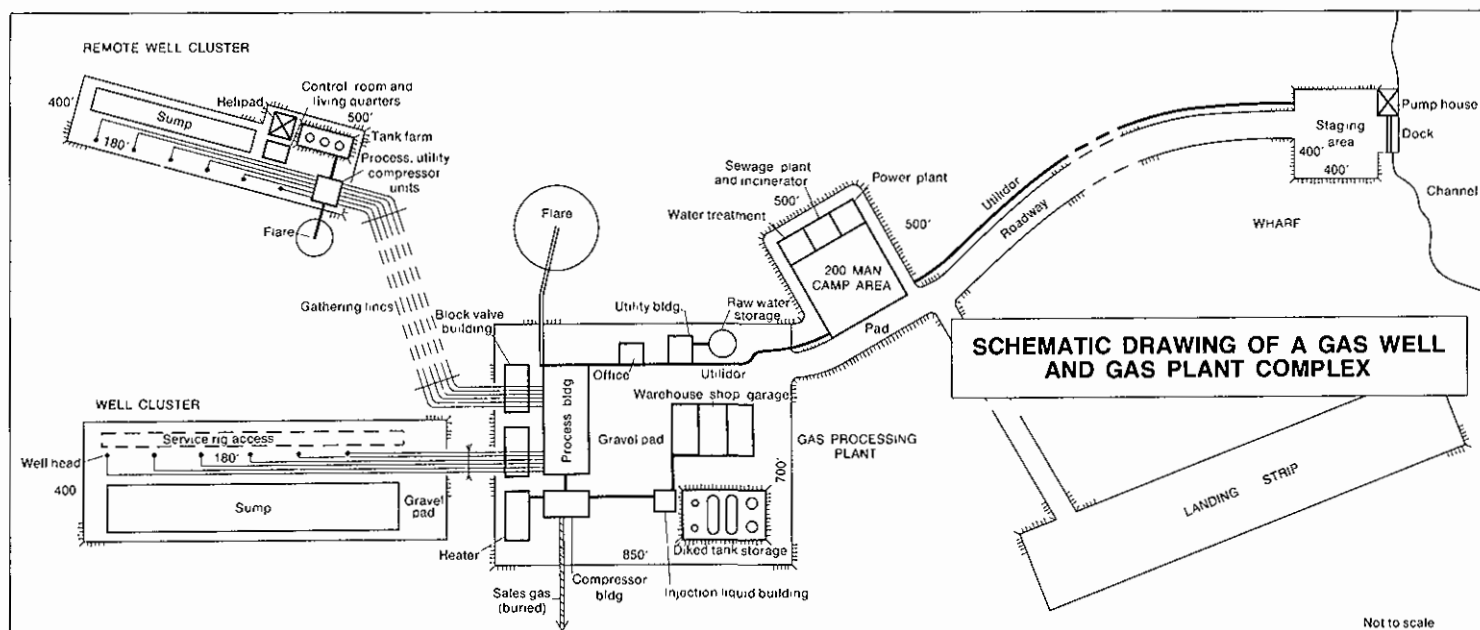 REMOTE WELL CLUSTER
400'
Sump
180'
Helipad
Control room and
living quarters
500'
Tank farm
Process, utility
compressor
units
Flare
Gathering lines
Flare
Block valve
building
Sewage plant
and incinerator
500'
Water treatment
Power plant
500'
200 MAN
CAMP AREA
Pad
Utilidor
Roadway
Staging
area
400'
400'
Pump house
Dock
Channel
WHARF
Utility bldg.
Raw water
storage
Office
Utilidor
SCHEMATIC DRAWING OF A GAS WELL
AND GAS PLANT COMPLEX
WELL CLUSTER
Service rig access
Well head
180'
400
Sump
Gravel
pad
Process bldg
Gravel pad
Warehouse shop garage
GAS PROCESSING
PLANT
700'
Heater
850'
Diked tank storage
Sales gas
(buried)
Compressor
bldg
Injection liquid building
LANDING STRIP
Not to scale